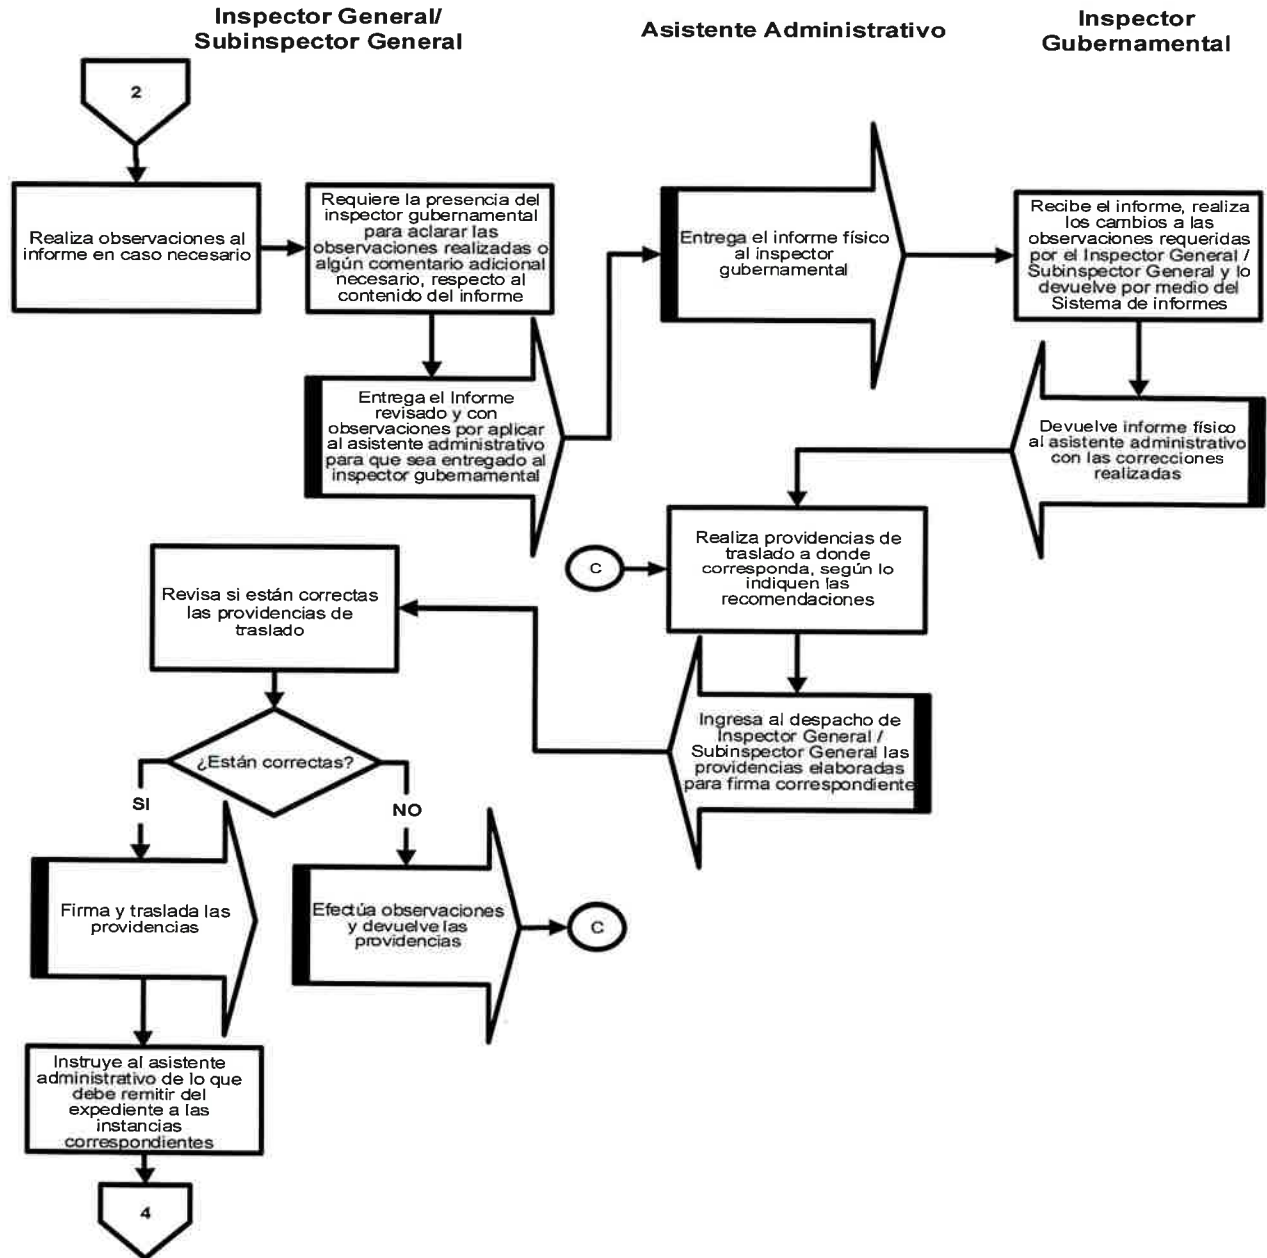 Inspector General/
Subinspector General
Asistente Administrativo
Inspector
Gubernamental
2
Realiza observaciones al
informe en caso necesario
Requiere la presencia del
inspector gubernamental
para aclarar las
observaciones realizadas o
algún comentario adicional
necesario, respecto al
contenido del informe
Entrega el informe físico
al inspector
gubernamental
Recibe el informe, realiza
los cambios a las
observaciones requeridas
por el Inspector General /
Subinspector General y lo
devuelve por medio del
Sistema de informes
Entrega el Informe
revisado y con
observaciones por aplicar
al asistente administrativo
para que sea entregado al
inspector gubernamental
Devuelve informe físico
al asistente administrativo
con las correcciones
realizadas
Realiza providencias de
traslado a donde
corresponda, según lo
indiquen las
recomendaciones
C
Revisa si están correctas
las providencias de
traslado
Ingresa al despacho de
Inspector General /
Subinspector General las
providencias elaboradas
para firma correspondiente
¿Están correctas?
SI
NO
Firma y traslada las
providencias
Efectúa observaciones
y devuelve las
providencias
C
Instruye al asistente
administrativo de lo que
debe remitir del
expediente a las
instancias
correspondientes
4